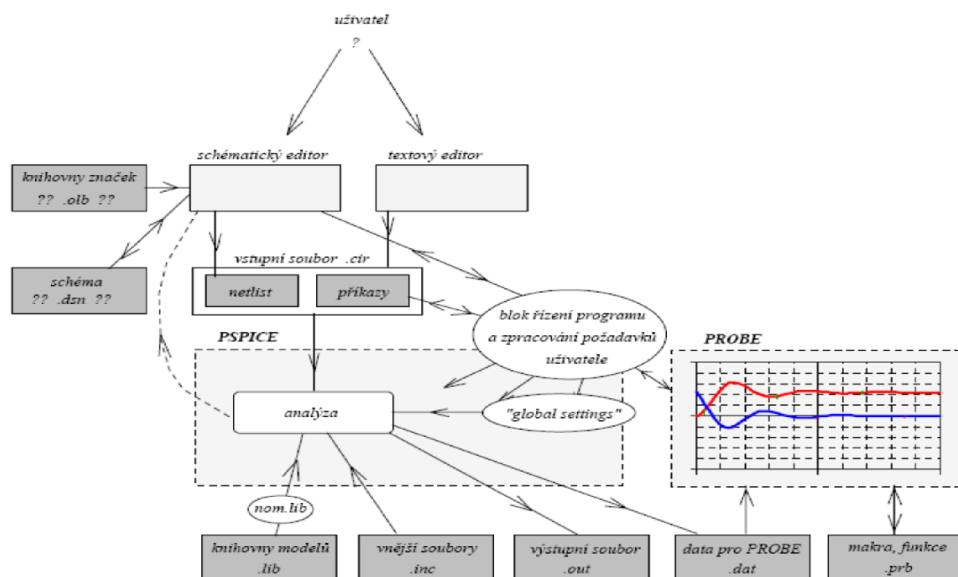 uživatel
?
schématický editor
textový editor
knihovny značek
?? .olb ??
schéma
?? .dsn ??
vstupní soubor .cir
netlist
příkazy
blok řízení programu
a zpracování požadavků
uživatele
PSPICE
PROBE
analýza
"global settings"
nom.lib
knihovny modelů
.lib
vnější soubory
.inc
výstupní soubor
.out
data pro PROBE
.dat
makra, funkce
.prb